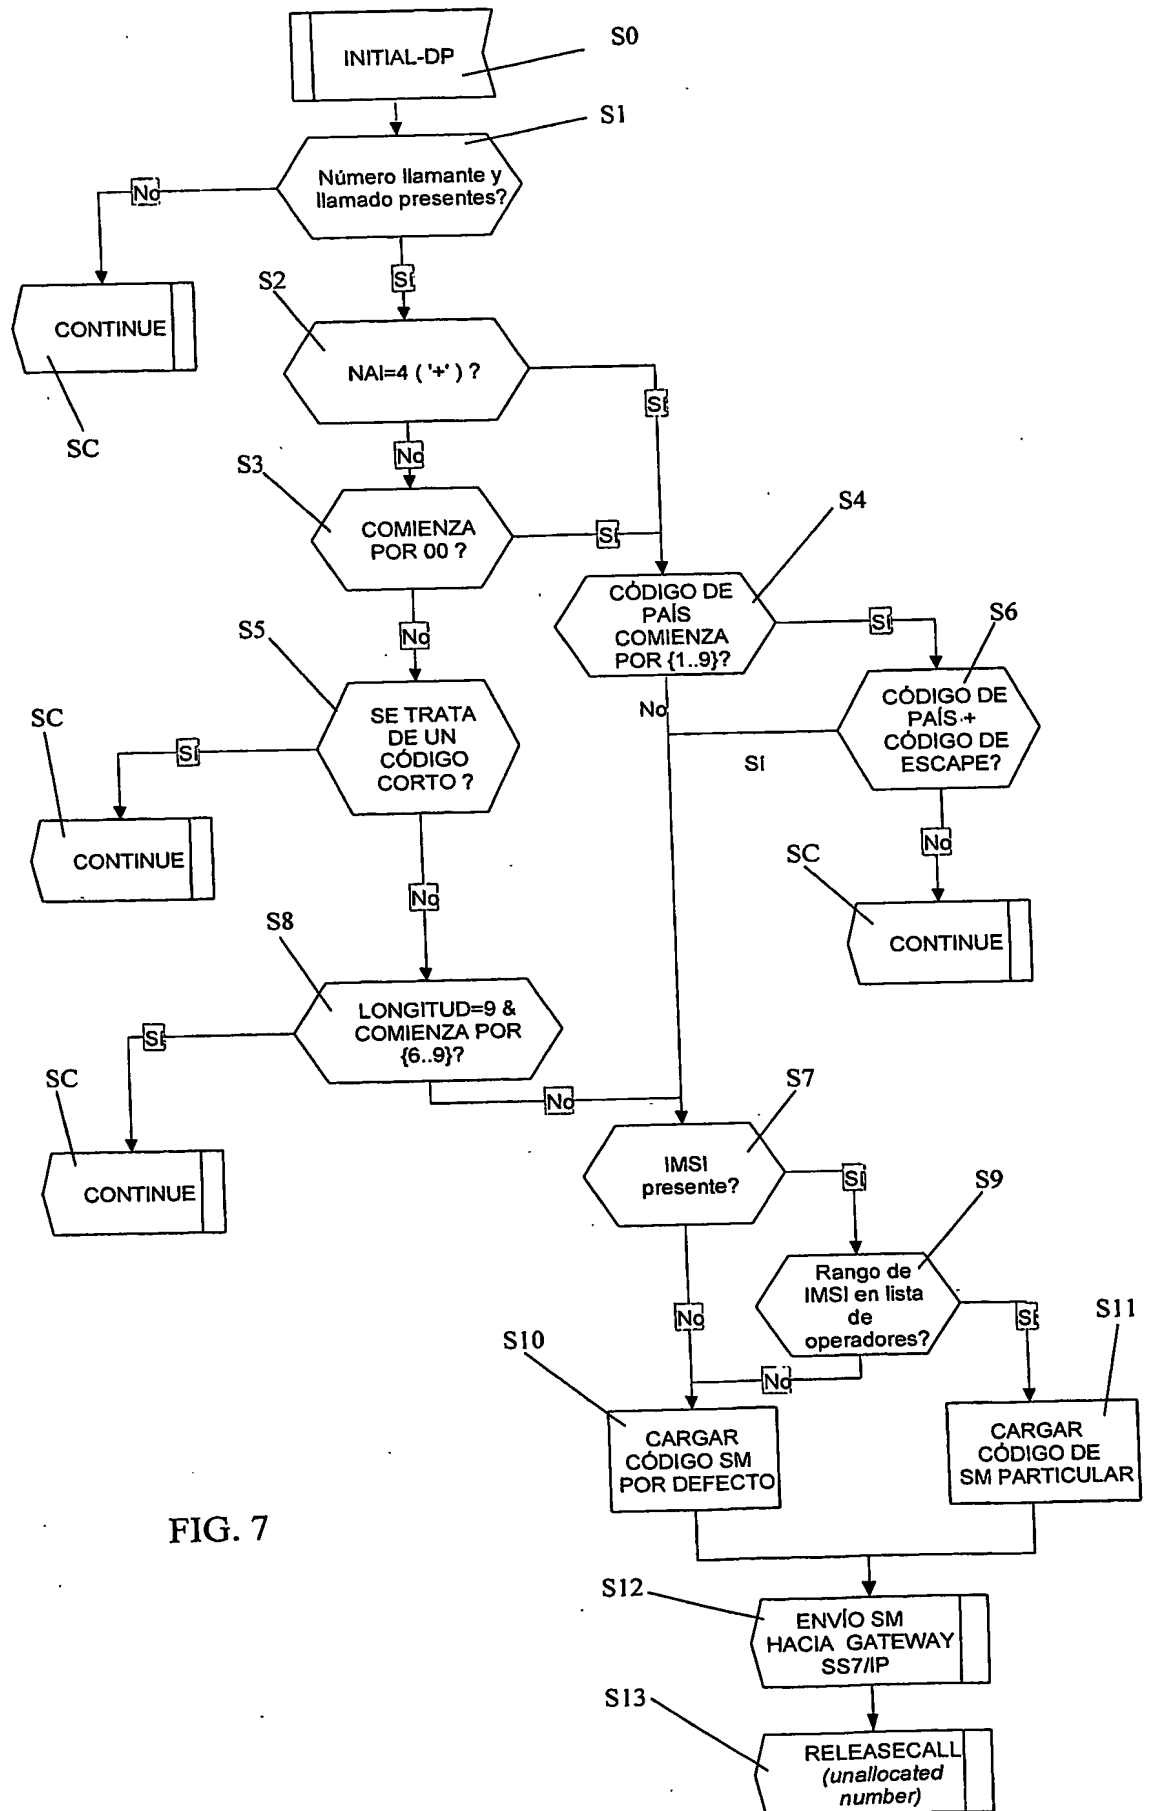 S0
INITIAL-DP
S1
Número llamante y
llamado presentes?
No
Sí
S2
CONTINUE
NAI=4 ( '+' ) ?
SC
Sí
No
S3
COMIENZA
POR 00 ?
Sí
S4
CÓDIGO DE
PAÍS
COMIENZA
POR {1..9}?
Sí
S6
No
S5
CÓDIGO DE
PAÍS +
CÓDIGO DE
ESCAPE?
No
SÍ
SE TRATA
DE UN
CÓDIGO
CORTO ?
SC
Sí
CONTINUE
No
SC
CONTINUE
No
S8
LONGITUD=9 &
COMIENZA POR
{6..9}?
Sí
SC
No
CONTINUE
S7
IMSI
presente?
Sí
S9
Rango de
IMSI en lista
de
operadores?
No
Sí
S11
S10
No
CARGAR
CÓDIGO SM
POR DEFECTO
CARGAR
CÓDIGO DE
SM PARTICULAR
FIG. 7
S12
ENVÍO SM
HACIA GATEWAY
SS7/IP
S13
RELEASECALL
(unallocated
number)